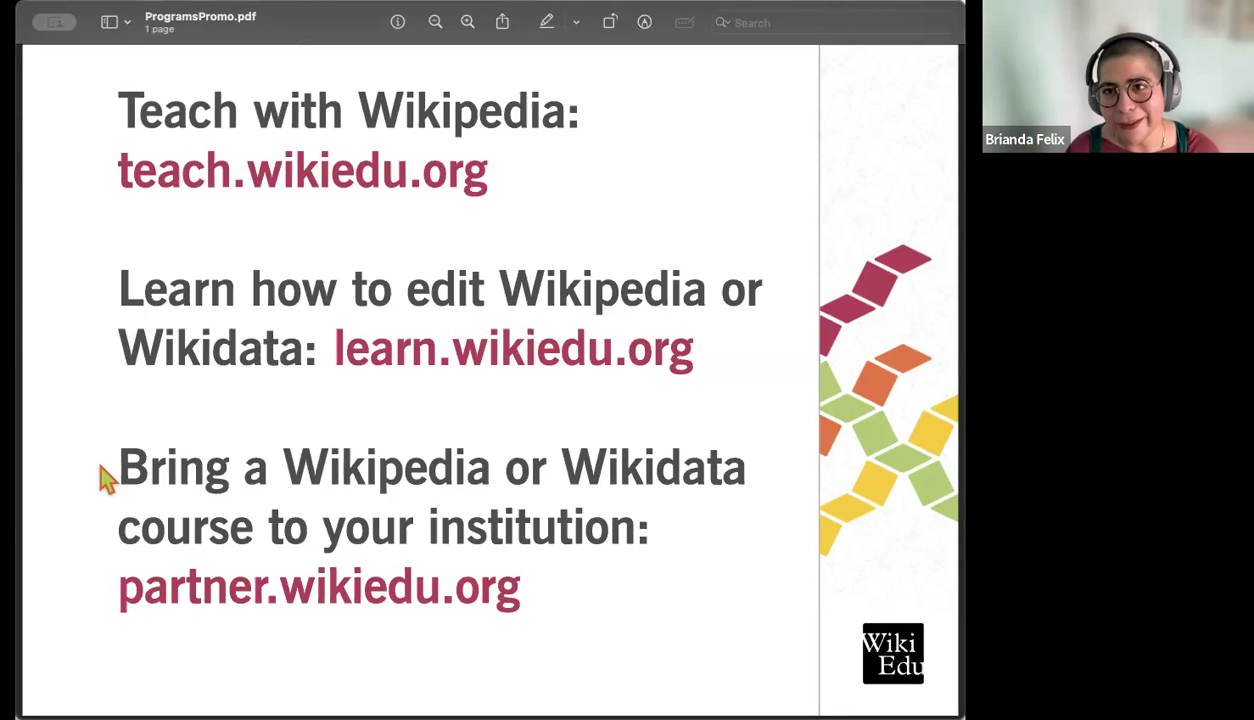 ProgramsPromo.pdf
1 page
Search
Teach with Wikipedia:
teach.wikiedu.org
Learn how to edit Wikipedia or
Wikidata: learn.wikiedu.org
Bring a Wikipedia or Wikidata
course to your institution:
partner.wikiedu.org
Wiki
Edu
Brianda Felix